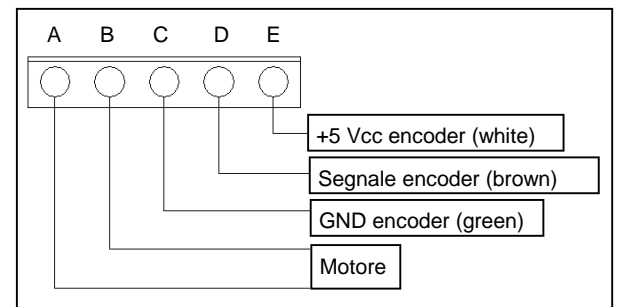 A B C D E
+5 Vcc encoder (white)
Segnale encoder (brown)
GND encoder (green)
Motore